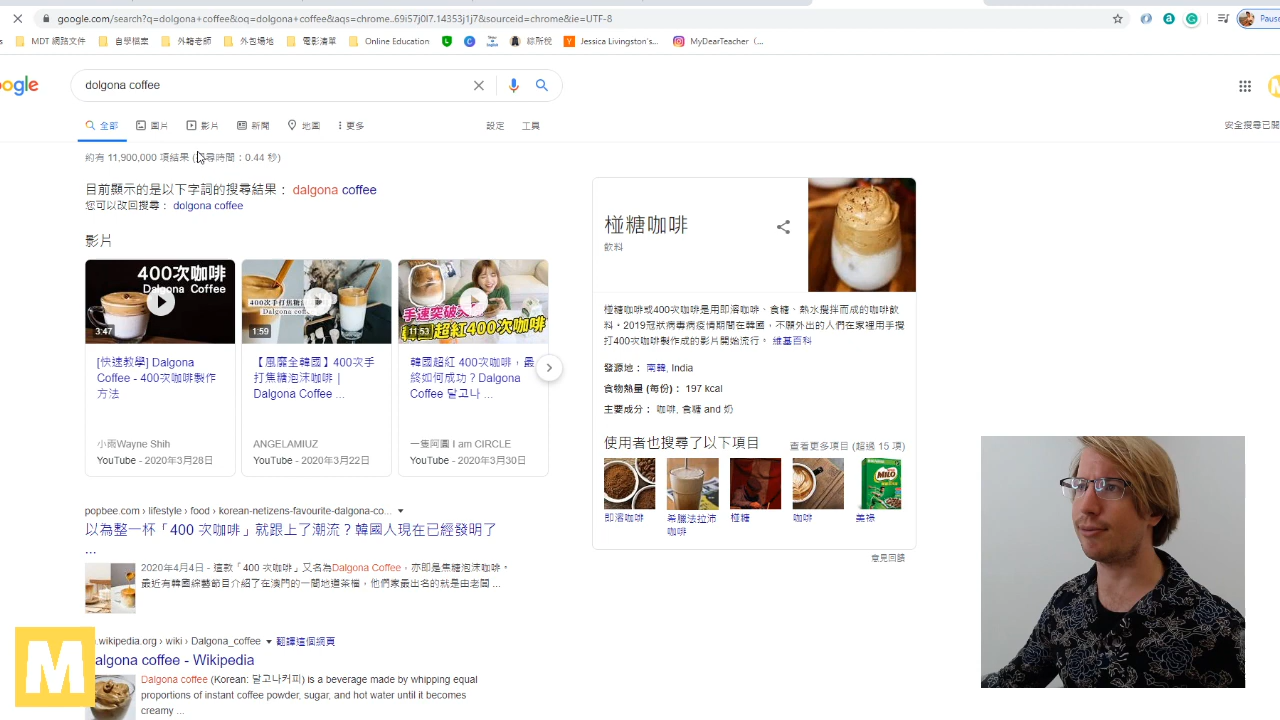 google.com/search?q=dolgona+coffee&oq=dolgona+coffee&aqs=chrome..69i57j0l7.14353j1j7&sourceid=chrome&ie=UTF-8
Pause
MDT 網路文件
自學檔案
外籍老師
外包場地
電影清單
Online Education
綜所稅
Jessica Livingston's...
MyDearTeacher (...
ogle
dolgona coffee
全部
圖片
影片
新聞
地圖
更多
設定
工具
安全搜尋已開
約有 11,900,000 項結果 (搜尋時間：0.44 秒)
目前顯示的是以下字詞的搜尋結果： dalgona coffee
您可以改回搜尋： dolgona coffee
影片
400次咖啡
Dalgona Coffee
3:47
[快速教學] Dalgona
Coffee - 400次咖啡製作
方法
小雨Wayne Shih
YouTube - 2020年3月28日
1:59
【風靡全韓國】400次手
打焦糖泡沫咖啡｜
Dalgona Coffee ...
ANGELAMIUZ
YouTube - 2020年3月22日
韓國超紅400次咖啡
11:53
韓國超紅 400次咖啡，最
終如何成功？Dalgona
Coffee 달고나 ...
一隻阿圓 I am CIRCLE
YouTube - 2020年3月30日
popbee.com › lifestyle › food › korean-netizens-favourite-dalgona-co...
以為整一杯「400 次咖啡」就跟上了潮流？韓國人現在已經發明了
...
2020年4月4日 - 這款「400 次咖啡」又名為Dalgona Coffee，亦即是焦糖泡沫咖啡。
最近有韓國綜藝節目介紹了在澳門的一間地道茶檔，他們家最出名的就是由老闆 ...
.wikipedia.org › wiki › Dalgona_coffee 翻譯這個網頁
algona coffee - Wikipedia
Dalgona coffee (Korean: 달고나커피) is a beverage made by whipping equal
proportions of instant coffee powder, sugar, and hot water until it becomes
creamy ...
椪糖咖啡
飲料
椪糖咖啡或400次咖啡是用即溶咖啡、食糖、熱水攪拌而成的咖啡飲
料。2019冠狀病毒病疫情期間在韓國，不願外出的人們在家裡用手攪
打400次咖啡製作成的影片開始流行。 維基百科
發源地： 南韓, India
食物熱量 (每份)： 197 kcal
主要成分： 咖啡, 食糖 and 奶
使用者也搜尋了以下項目
查看更多項目 (超過 15 項)
MILO
即溶咖啡
希臘法拉沛
咖啡
椪糖
咖啡
美祿
意見回饋
M